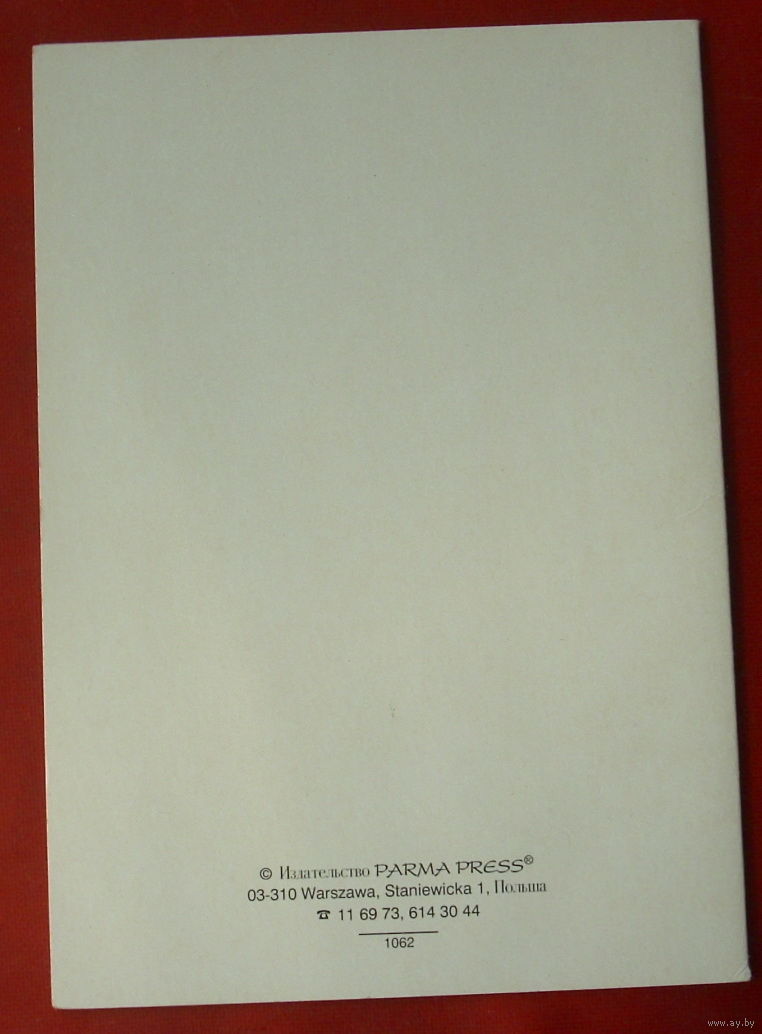 © Издательство PARMA PRESS®
03-310 Warszawa, Staniewicka 1, Польша
☎ 11 69 73, 614 30 44
1062
www.ay.by